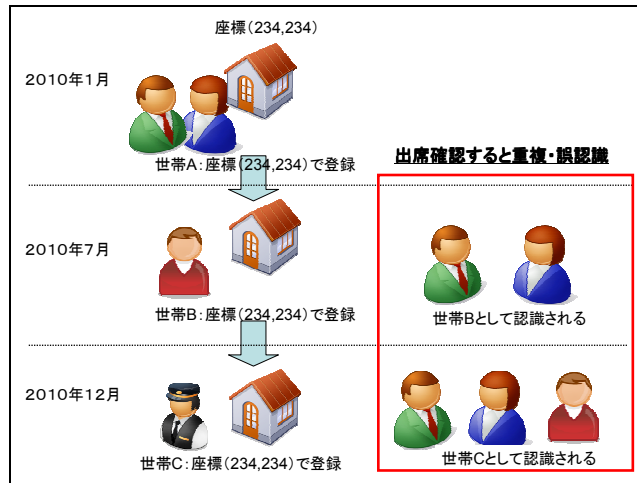 座標(234,234)
2010年1月
世帯A:座標(234,234)で登録
出席確認すると重複・誤認識
2010年7月
世帯B:座標(234,234)で登録
世帯Bとして認識される
2010年12月
世帯C:座標(234,234)で登録
世帯Cとして認識される